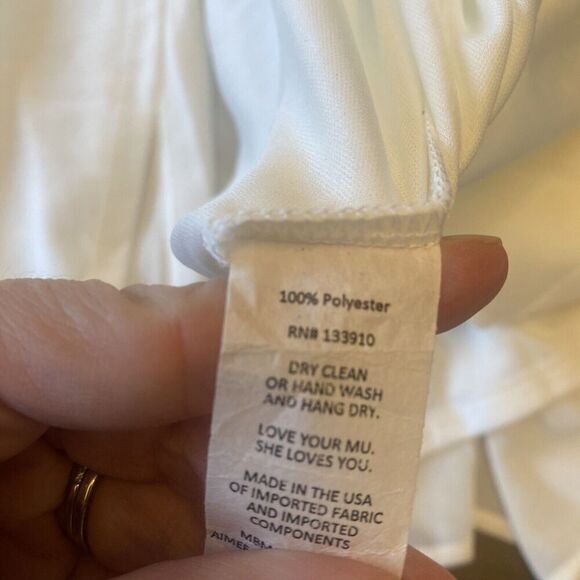 100% Polyester
RN# 133910
DRY CLEAN
OR HAND WASH
AND HANG DRY.
LOVE YOUR MU.
SHE LOVES YOU.
MADE IN THE USA
OF IMPORTED FABRIC
AND IMPORTED
COMPONENTS